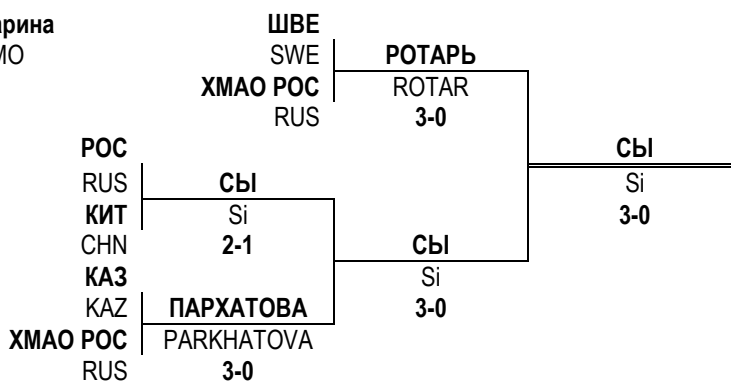 арина
МО
ШВЕ
SWE
ХМАО РОС
RUS
РОТАРЬ
ROTAR
3-0
РОС
RUS
КИТ
CHN
КАЗ
KAZ
ХМАО РОС
RUS
СЫ
Si
2-1
ПАРХАТОВА
PARKHATOVA
3-0
СЫ
Si
3-0
СЫ
Si
3-0